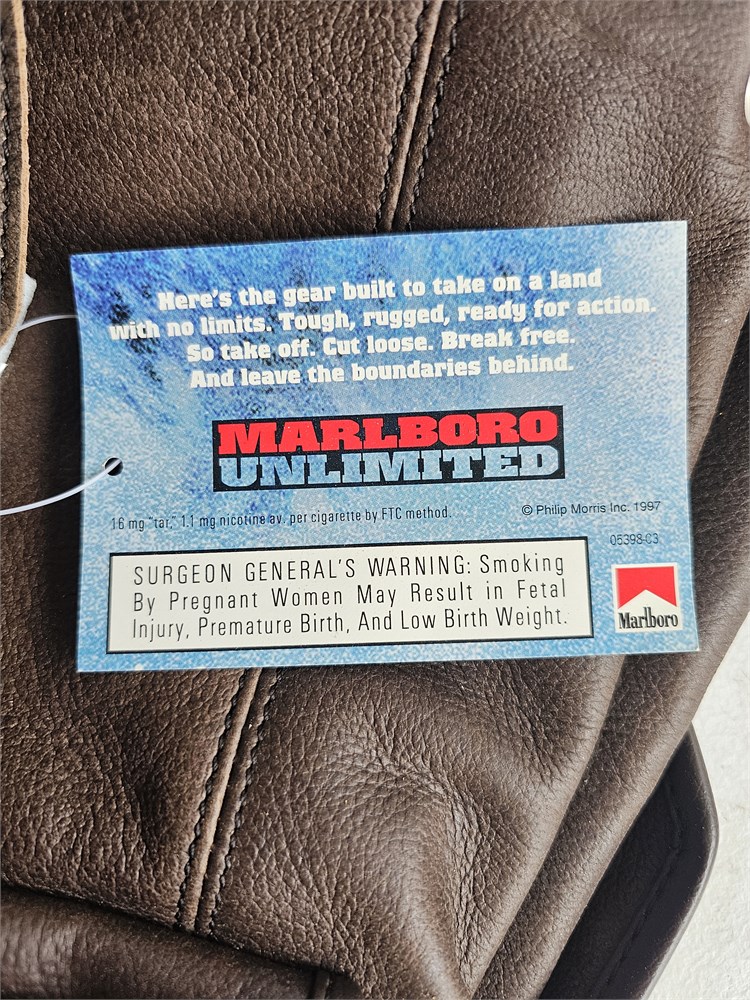 Here's the gear built to take on a land
with no limits. Tough, rugged, ready for action.
So take off. Cut loose. Break free.
And leave the boundaries behind.
MARLBORO
UNLIMITED
16 mg "tar," 1.1 mg nicotine av. per cigarette by FTC method.
© Philip Morris Inc. 1997
05398-C3
SURGEON GENERAL'S WARNING: Smoking
By Pregnant Women May Result in Fetal
Injury, Premature Birth, And Low Birth Weight.
Marlboro